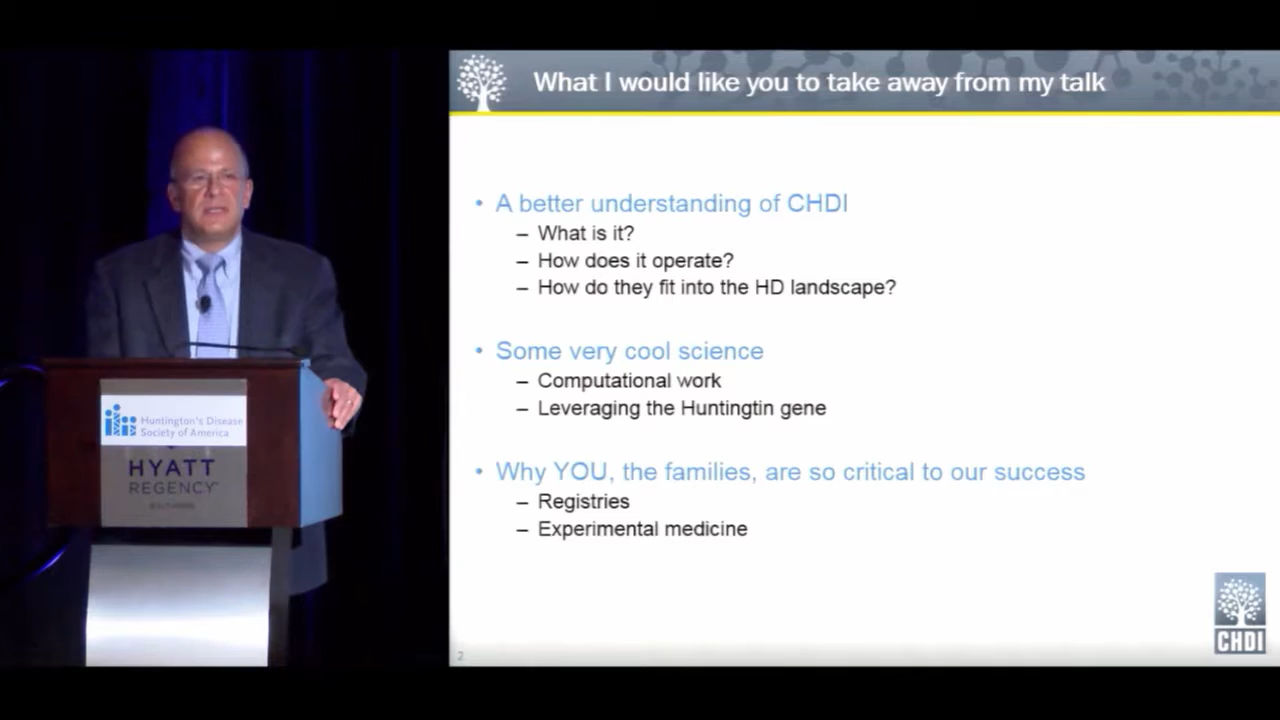 What I would like you to take away from my talk
• A better understanding of CHDI
– What is it?
– How does it operate?
– How do they fit into the HD landscape?
• Some very cool science
– Computational work
– Leveraging the Huntingtin gene
• Why YOU, the families, are so critical to our success
– Registries
– Experimental medicine
2
CHDI
Huntington's Disease
Society of America
HYATT
REGENCY